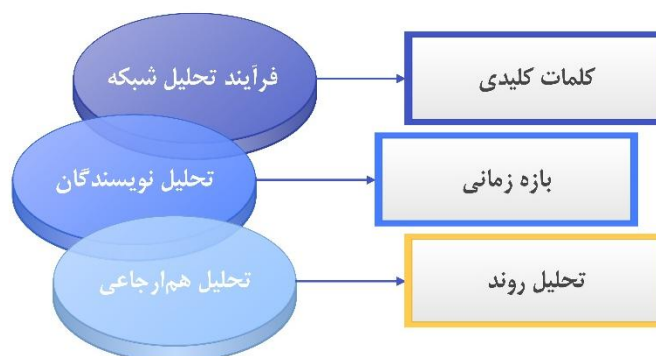 فرآیند تحلیل شبکه
کلمات کلیدی
تحلیل نویسندگان
بازه زمانی
تحلیل هم‌ارجاعی
تحلیل روند